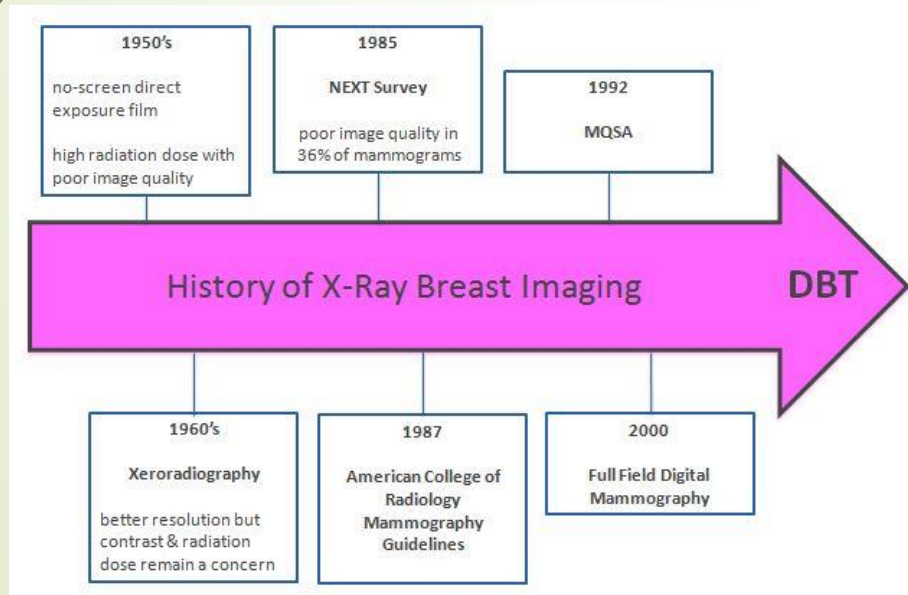 1950's
no-screen direct
exposure film
high radiation dose with
poor image quality
1985
NEXT Survey
poor image quality in
36% of mammograms
1992
MQSA
History of X-Ray Breast Imaging
DBT
1960's
Xeroradiography
better resolution but
contrast & radiation
dose remain a concern
1987
American College of
Radiology
Mammography
Guidelines
2000
Full Field Digital
Mammography